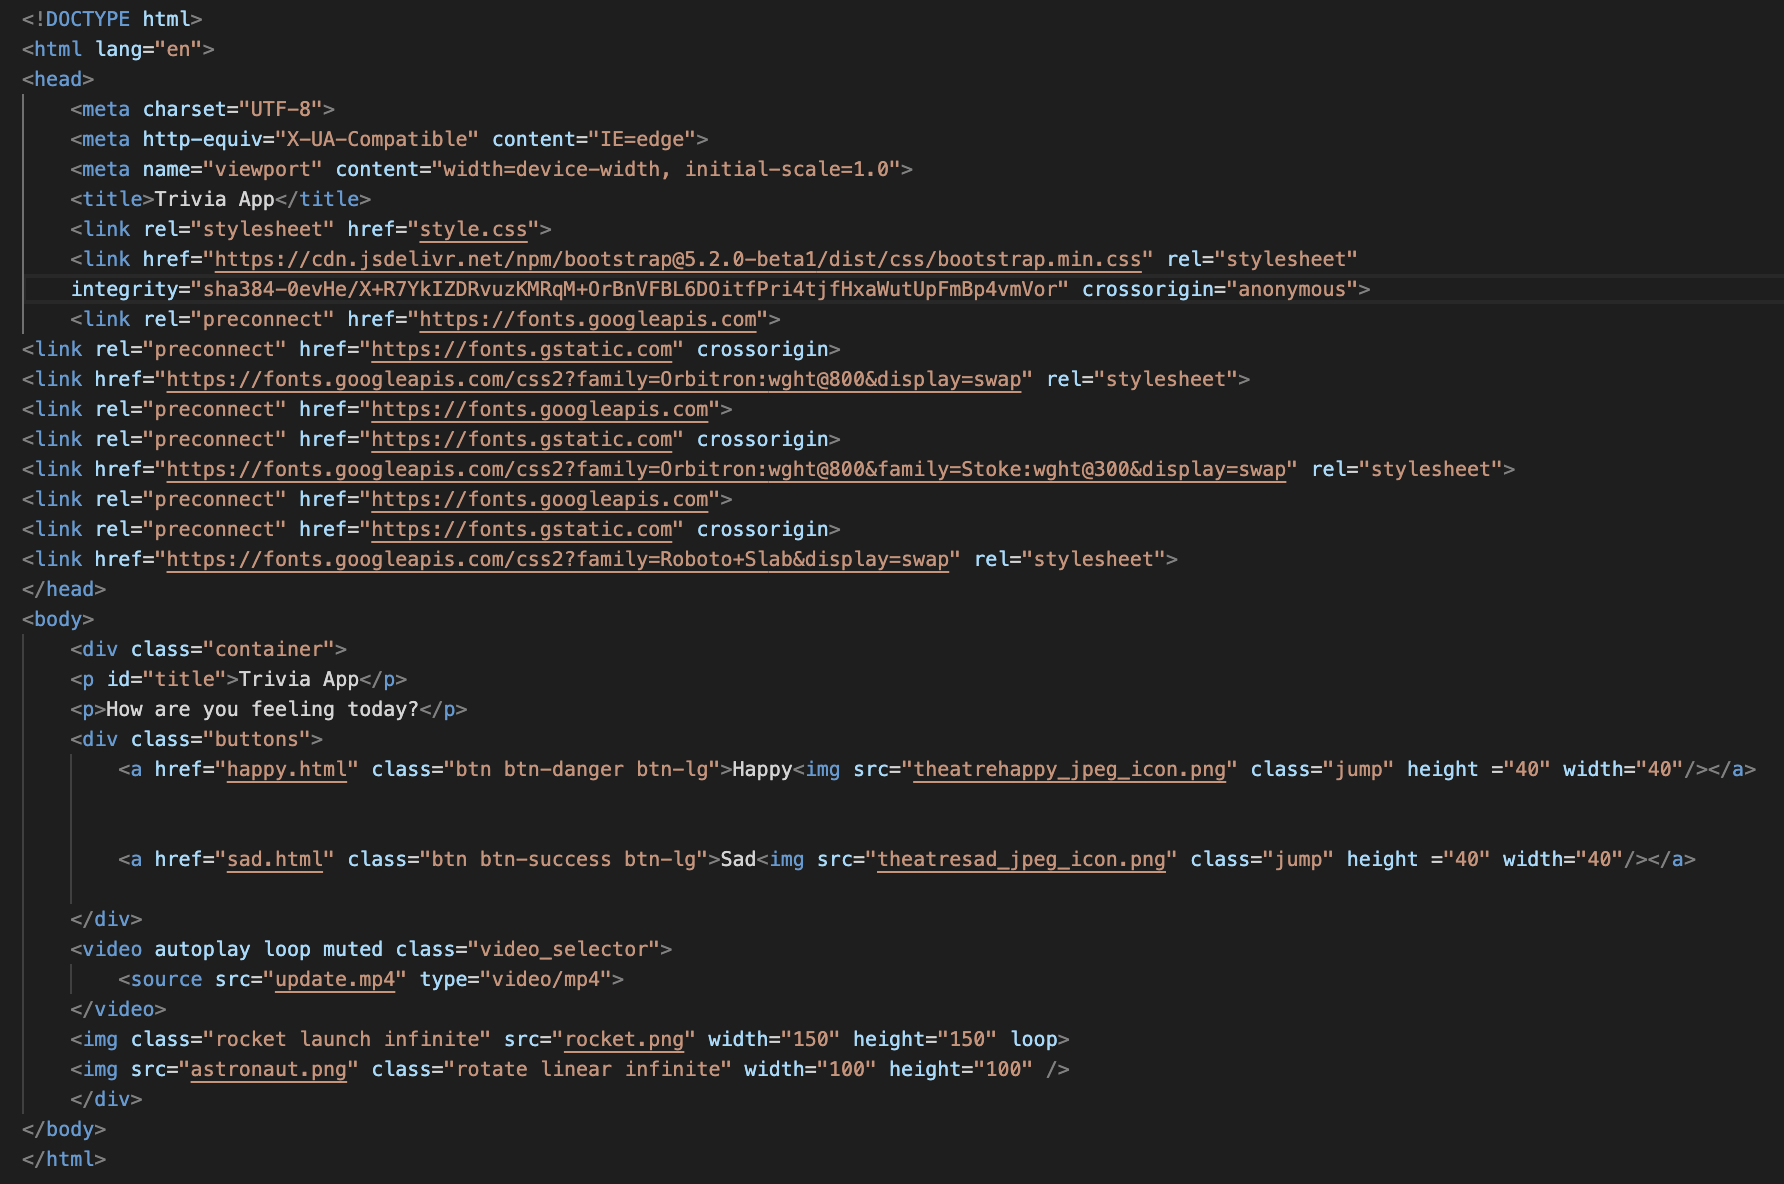 <!DOCTYPE html>
<html lang="en">
<head>
    <meta charset="UTF-8">
    <meta http-equiv="X-UA-Compatible" content="IE=edge">
    <meta name="viewport" content="width=device-width, initial-scale=1.0">
    <title>Trivia App</title>
    <link rel="stylesheet" href="style.css">
    <link href="https://cdn.jsdelivr.net/npm/bootstrap@5.2.0-beta1/dist/css/bootstrap.min.css" rel="stylesheet"
    integrity="sha384-0evHe/X+R7YkIZDRvuzKMRqM+OrBnVFBL6DOitfPri4tjfHxaWutUpFmBp4vmVor" crossorigin="anonymous">
    <link rel="preconnect" href="https://fonts.googleapis.com">
<link rel="preconnect" href="https://fonts.gstatic.com" crossorigin>
<link href="https://fonts.googleapis.com/css2?family=Orbitron:wght@800&display=swap" rel="stylesheet">
<link rel="preconnect" href="https://fonts.googleapis.com">
<link rel="preconnect" href="https://fonts.gstatic.com" crossorigin>
<link href="https://fonts.googleapis.com/css2?family=Orbitron:wght@800&family=Stoke:wght@300&display=swap" rel="stylesheet">
<link rel="preconnect" href="https://fonts.googleapis.com">
<link rel="preconnect" href="https://fonts.gstatic.com" crossorigin>
<link href="https://fonts.googleapis.com/css2?family=Roboto+Slab&display=swap" rel="stylesheet">
</head>
<body>
    <div class="container">
    <p id="title">Trivia App</p>
    <p>How are you feeling today?</p>
    <div class="buttons">
        <a href="happy.html" class="btn btn-danger btn-lg">Happy<img src="theatrehappy_jpeg_icon.png" class="jump" height ="40" width="40"/></a>
        <a href="sad.html" class="btn btn-success btn-lg">Sad<img src="theatresad_jpeg_icon.png" class="jump" height ="40" width="40"/></a>
    </div>
    <video autoplay loop muted class="video_selector">
        <source src="update.mp4" type="video/mp4">
    </video>
    <img class="rocket launch infinite" src="rocket.png" width="150" height="150" loop>
    <img src="astronaut.png" class="rotate linear infinite" width="100" height="100" />
    </div>
</body>
</html>